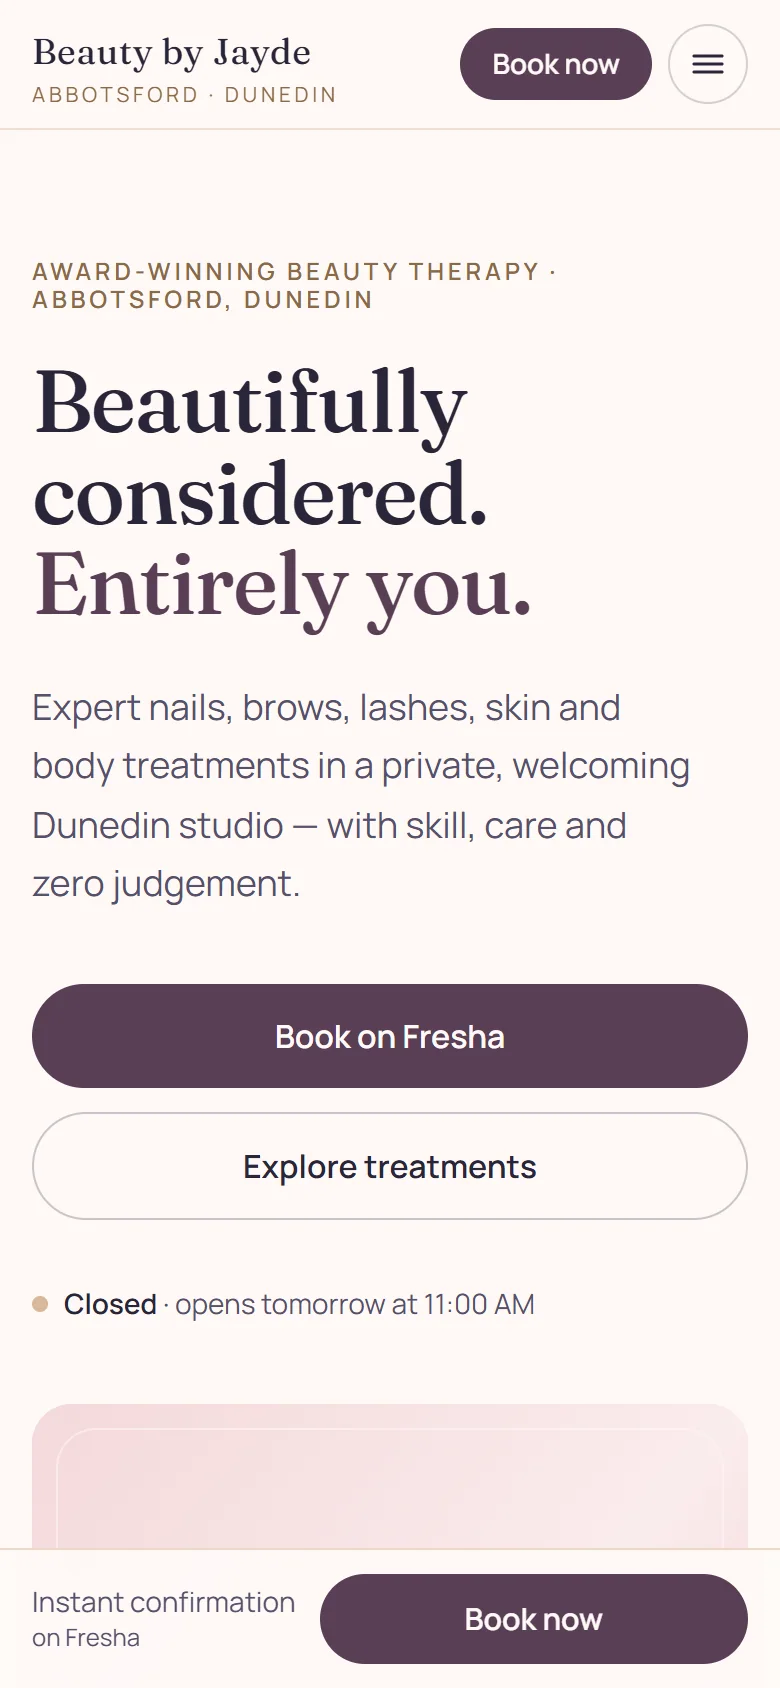 Beauty by Jayde
ABBOTSFORD · DUNEDIN
Book now
AWARD-WINNING BEAUTY THERAPY ·
ABBOTSFORD, DUNEDIN
Beautifully
considered.
Entirely you.
Expert nails, brows, lashes, skin and
body treatments in a private, welcoming
Dunedin studio — with skill, care and
zero judgement.
Book on Fresha
Explore treatments
Closed · opens tomorrow at 11:00 AM
Instant confirmation
on Fresha
Book now